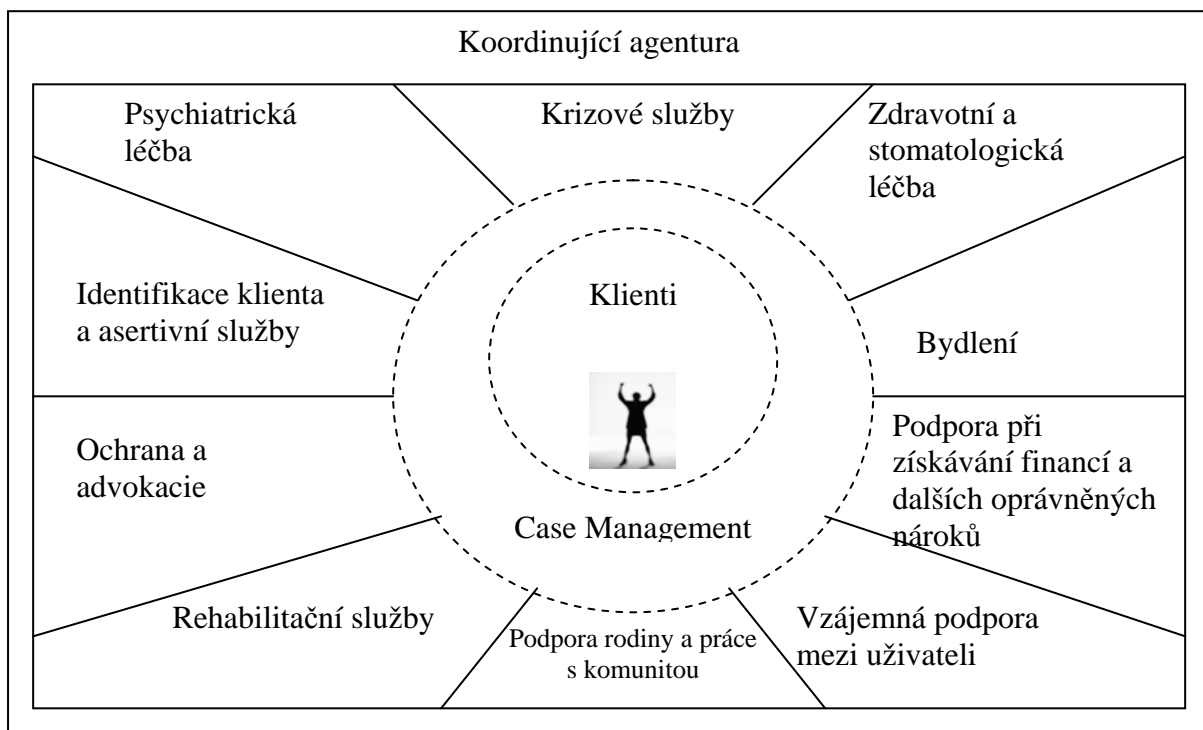 Koordinující agentura
Psychiatrická
léčba
Krizové služby
Zdravotní a
stomatologická
léčba
Identifikace klienta
a asertivní služby
Klienti
Bydlení
Ochrana a
advokacie
Podpora při
získávání financí a
dalších oprávněných
nároků
Case Management
Rehabilitační služby
Podpora rodiny a práce
s komunitou
Vzájemná podpora
mezi uživateli